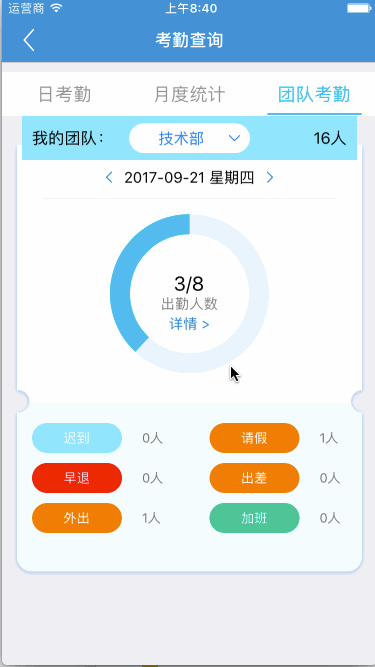 运营商 上午8:40
考勤查询
日考勤 月度统计 团队考勤
我的团队： 技术部 16人
2017-09-21 星期四
3/8
出勤人数
详情 >
迟到 0人 请假 1人
早退 0人 出差 0人
外出 1人 加班 0人